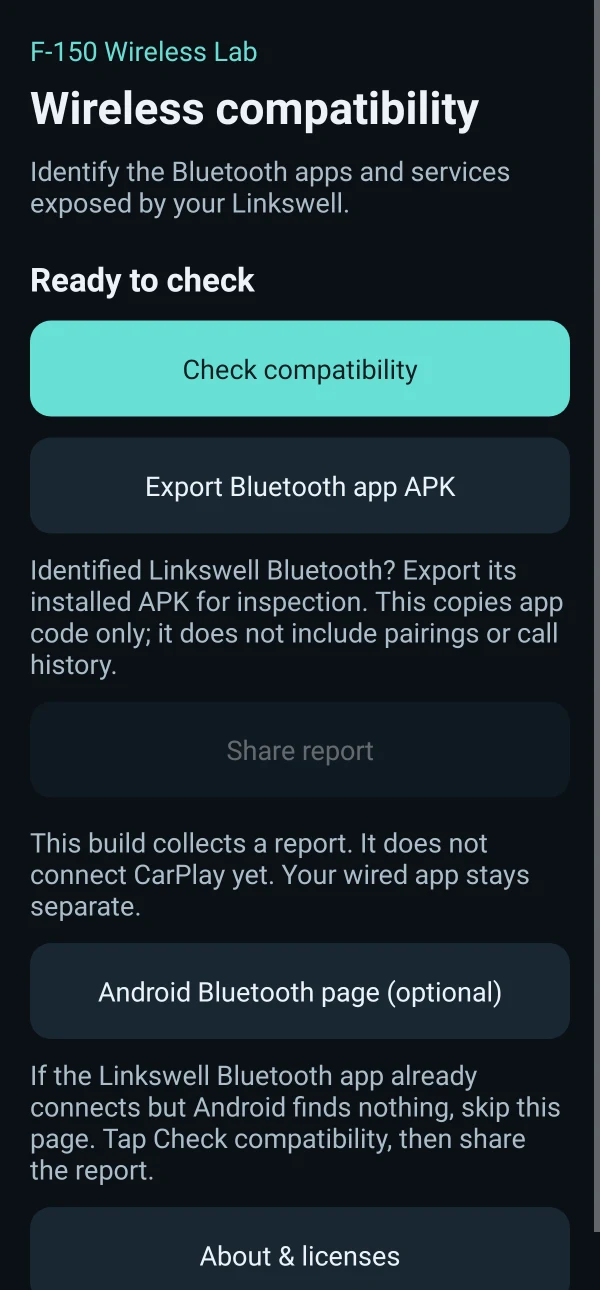 F-150 Wireless Lab
Wireless compatibility
Identify the Bluetooth apps and services
exposed by your Linkswell.
Ready to check
Check compatibility
Export Bluetooth app APK
Identified Linkswell Bluetooth? Export its
installed APK for inspection. This copies app
code only; it does not include pairings or call
history.
Share report
This build collects a report. It does not
connect CarPlay yet. Your wired app stays
separate.
Android Bluetooth page (optional)
If the Linkswell Bluetooth app already
connects but Android finds nothing, skip this
page. Tap Check compatibility, then share
the report.
About & licenses